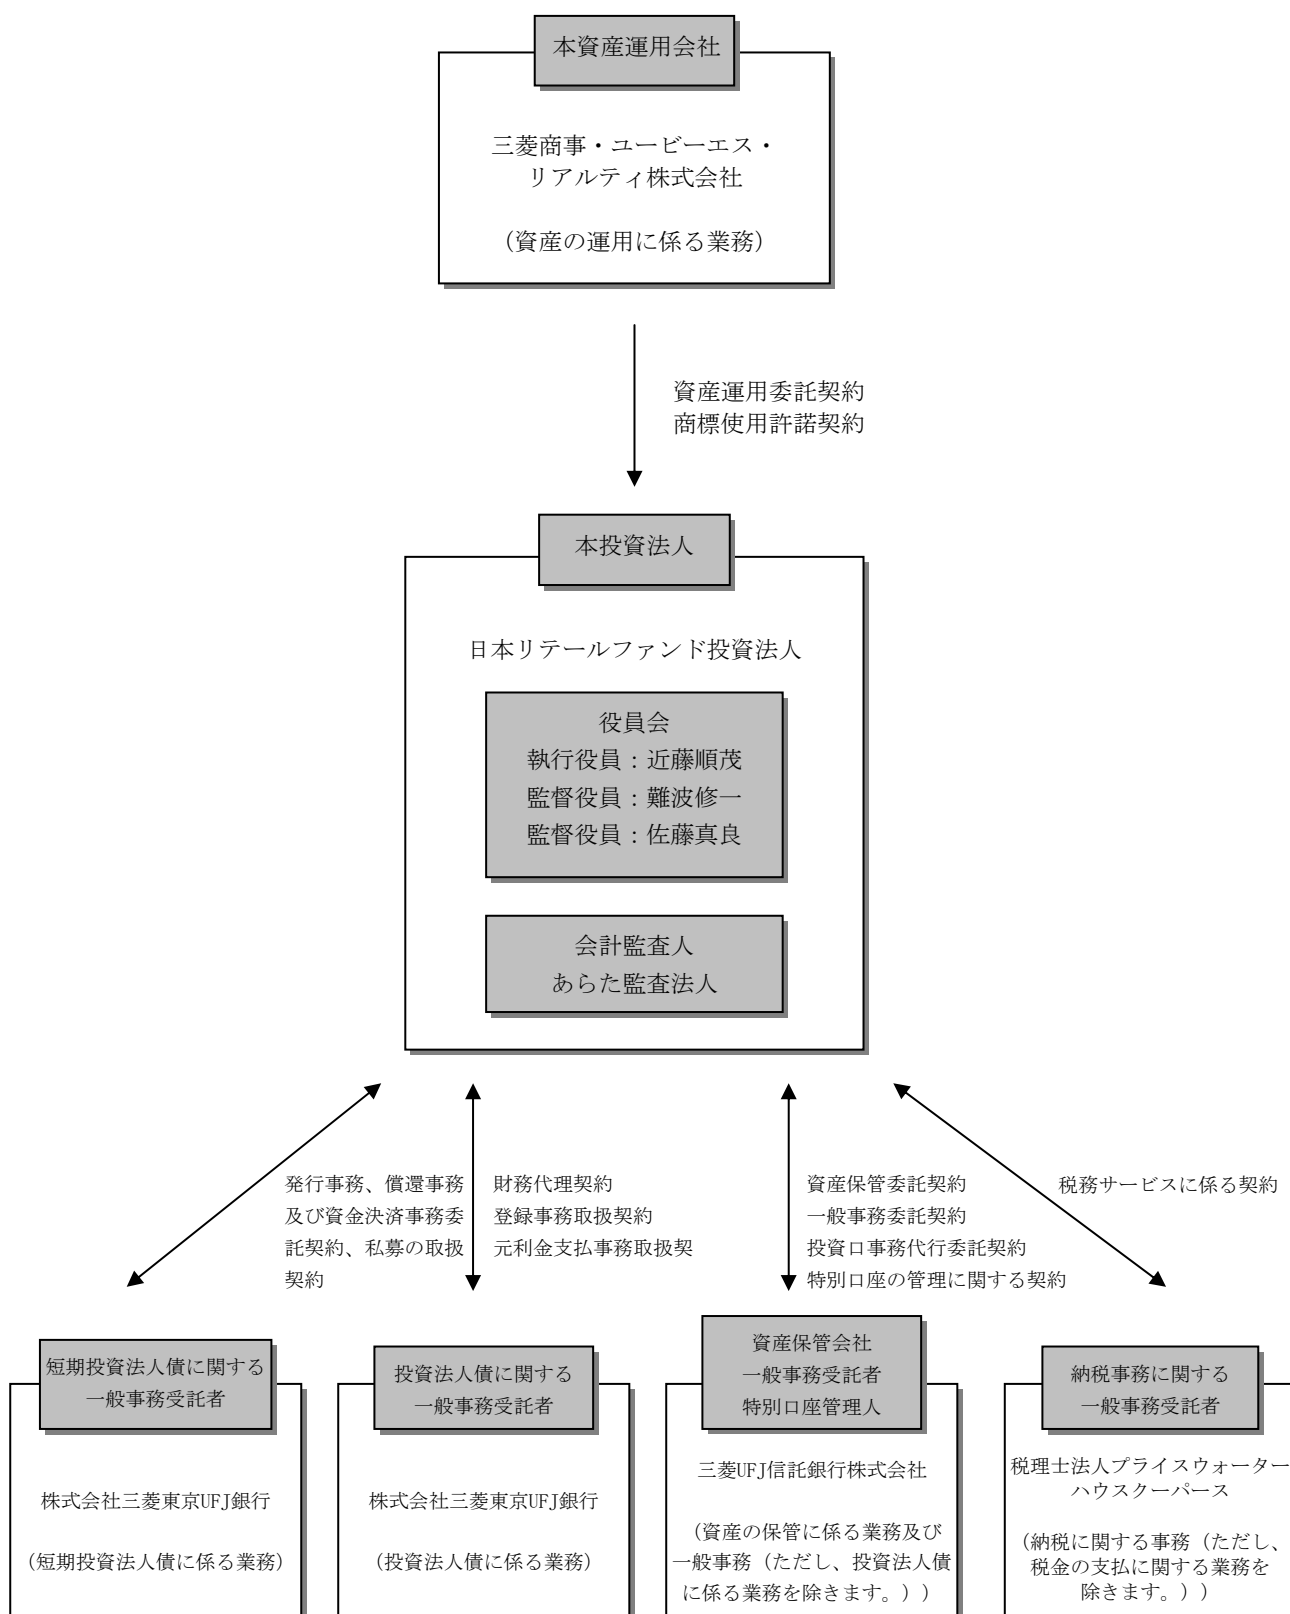 本資産運用会社
三菱商事・ユービーエス・
リアルティ株式会社
（資産の運用に係る業務）
資産運用委託契約
商標使用許諾契約
本投資法人
日本リテールファンド投資法人
役員会
執行役員：近藤順茂
監督役員：難波修一
監督役員：佐藤真良
会計監査人
あらた監査法人
発行事務、償還事務
及び資金決済事務委
託契約、私募の取扱
契約
財務代理契約
登録事務取扱契約
元利金支払事務取扱契
資産保管委託契約
一般事務委託契約
投資口事務代行委託契約
特別口座の管理に関する契約
税務サービスに係る契約
短期投資法人債に関する
一般事務受託者
株式会社三菱東京UFJ銀行
（短期投資法人債に係る業務）
投資法人債に関する
一般事務受託者
株式会社三菱東京UFJ銀行
（投資法人債に係る業務）
資産保管会社
一般事務受託者
特別口座管理人
三菱UFJ信託銀行株式会社
（資産の保管に係る業務及び
一般事務（ただし、投資法人債
に係る業務を除きます。））
納税事務に関する
一般事務受託者
税理士法人プライスウォーター
ハウスクーパース
（納税に関する事務（ただし、
税金の支払に関する業務を
除きます。））